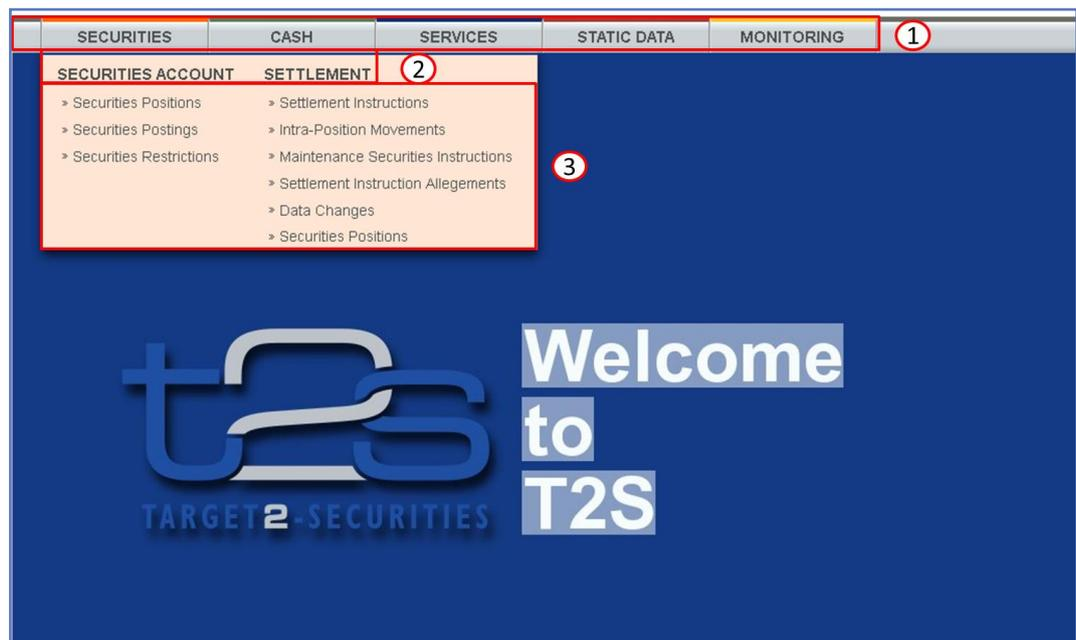 SECURITIES CASH SERVICES STATIC DATA MONITORING 1
SECURITIES ACCOUNT SETTLEMENT 2
» Securities Positions » Settlement Instructions
» Securities Postings » Intra-Position Movements
» Securities Restrictions » Maintenance Securities Instructions
3
» Settlement Instruction Allegements
» Data Changes
» Securities Positions
t2s
TARGET2-SECURITIES
Welcome
to
T2S